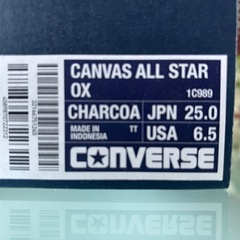 CANVAS ALL STAR
OX
1C989
CHARCOA JPN 25.0
MADE IN INDONESIA TT USA 6.5
CONVERSE